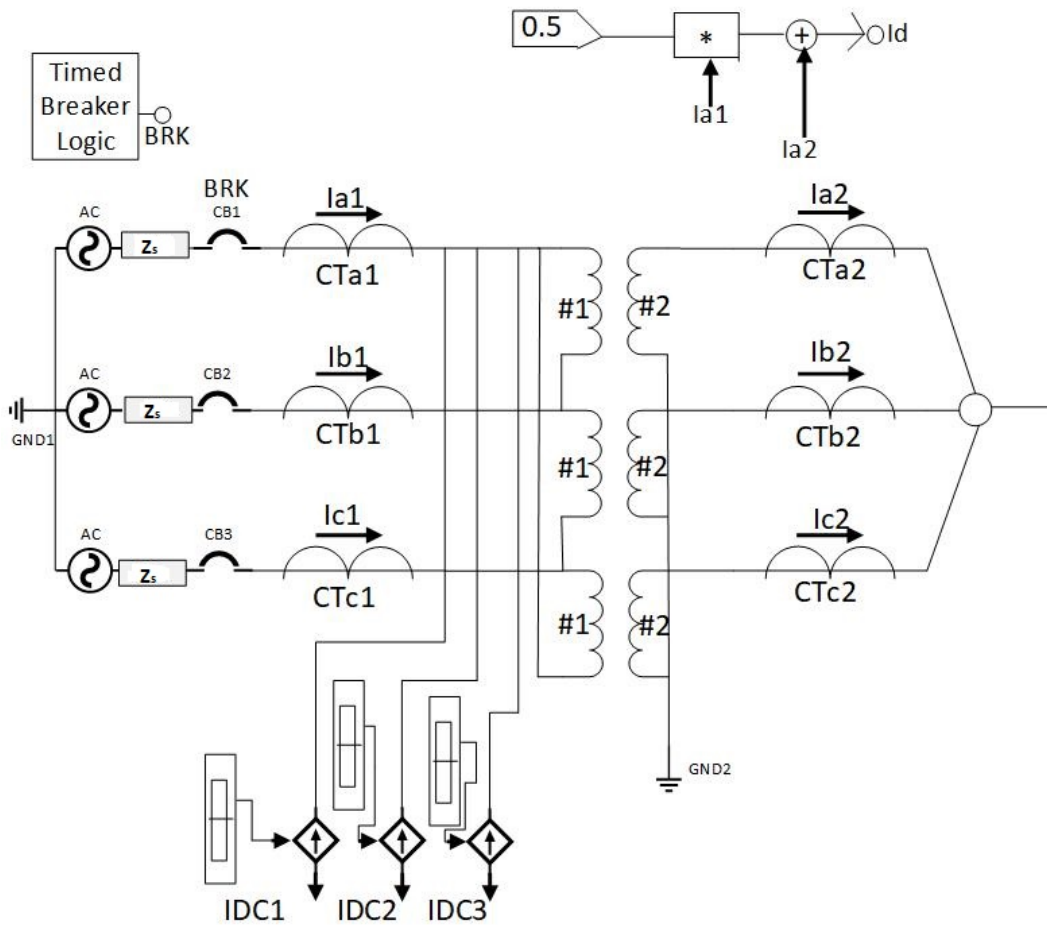 0.5
*
+
Id
Ia1
Ia2
Timed
Breaker
Logic
BRK
BRK
AC
Zs
CB1
Ia1
CTa1
Ia2
CTa2
#1
#2
AC
Zs
CB2
GND1
Ib1
CTb1
Ib2
CTb2
#1
#2
AC
Zs
CB3
Ic1
CTc1
Ic2
CTc2
#1
#2
GND2
IDC1
IDC2
IDC3